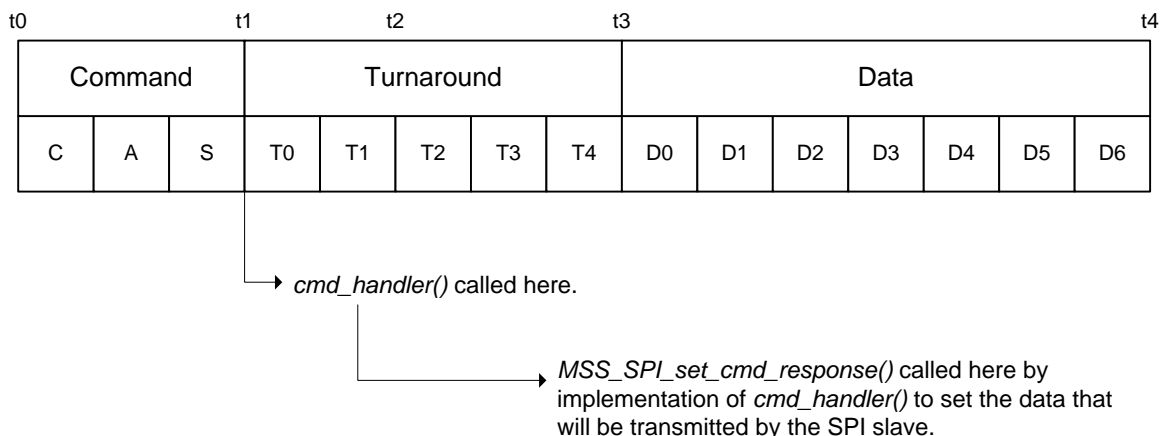 t0 t1 t2 t3 t4
Command Turnaround Data
C A S T0 T1 T2 T3 T4 D0 D1 D2 D3 D4 D5 D6
cmd_handler() called here.
MSS_SPI_set_cmd_response() called here by
implementation of cmd_handler() to set the data that
will be transmitted by the SPI slave.